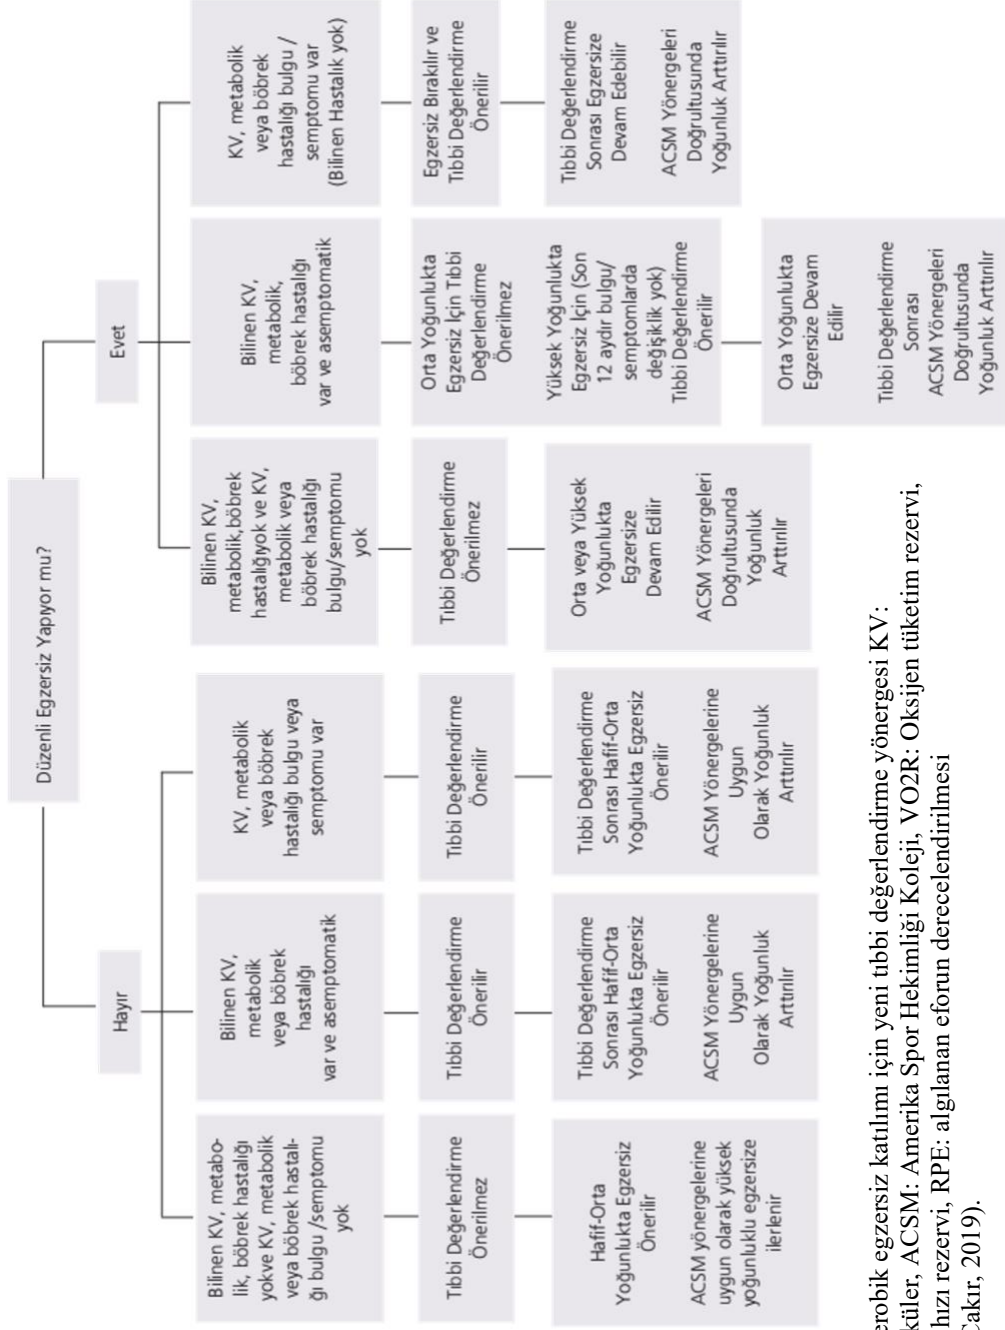 Düzenli Egzersiz Yapıyor mu?
Hayır
Evet
Bilinen KV, metabo-
lik, böbrek hastalığı
yokve KV, metabolik
veya böbrek hastalı-
ğı bulgu /semptomu
yok
Bilinen KV,
metabolik
veya böbrek
hastalığı
var ve asemptomatik
KV, metabolik
veya böbrek
hastalığı bulgu veya
semptomu var
Bilinen KV,
metabolik,böbrek
hastalığıyok ve KV,
metabolik veya
böbrek hastalığı
bulgu/semptomu
yok
Bilinen KV,
metabolik,
böbrek hastalığı
var ve asemptomatik
KV, metabolik
veya böbrek
hastalığı bulgu /
semptomu var
(Bilinen Hastalık yok)
Tıbbi Değerlendirme
Önerilmez
Tıbbi Değerlendirme
Önerilir
Tıbbi Değerlendirme
Önerilir
Tıbbi Değerlendirme
Önerilmez
Orta Yoğunlukta
Egzersiz İçin Tıbbi
Değerlendirme
Önerilmez
Yüksek Yoğunlukta
Egzersiz İçin (Son
12 aydır bulgu/
semptomlarda
değişiklik yok)
Tıbbi Değerlendirme
Önerilir
Egzersiz Bırakılır ve
Tıbbi Değerlendirme
Önerilir
Hafif-Orta
Yoğunlukta Egzersiz
Önerilir
ACSM yönergelerine
uygun olarak yüksek
yoğunluklu egzersize
ilerlenir
Tıbbi Değerlendirme
Sonrası Hafif-Orta
Yoğunlukta Egzersiz
Önerilir
ACSM Yönergelerine
Uygun
Olarak Yoğunluk
Arttırılır
Tıbbi Değerlendirme
Sonrası Hafif-Orta
Yoğunlukta Egzersiz
Önerilir
ACSM Yönergelerine
Uygun
Olarak Yoğunluk
Arttırılır
Orta veya Yüksek
Yoğunlukta
Egzersize
Devam Edilir
ACSM Yönergeleri
Doğrultusunda
Yoğunluk
Arttırılır
Orta Yoğunlukta
Egzersize Devam
Edilir
Tıbbi Değerlendirme
Sonrası
ACSM Yönergeleri
Doğrultusunda
Yoğunluk Arttırılır
Tıbbi Değerlendirme
Sonrası Egzersize
Devam Edebilir
ACSM Yönergeleri
Doğrultusunda
Yoğunluk Arttırılır
erobik egzersiz katılımı için yeni tıbbi değerlendirme yönergesi KV:
küler, ACSM: Amerika Spor Hekimliği Koleji, VO2R: Oksijen tüketim rezervi,
hızı rezervi, RPE: algılanan eforun derecelendirilmesi
Çakır, 2019).